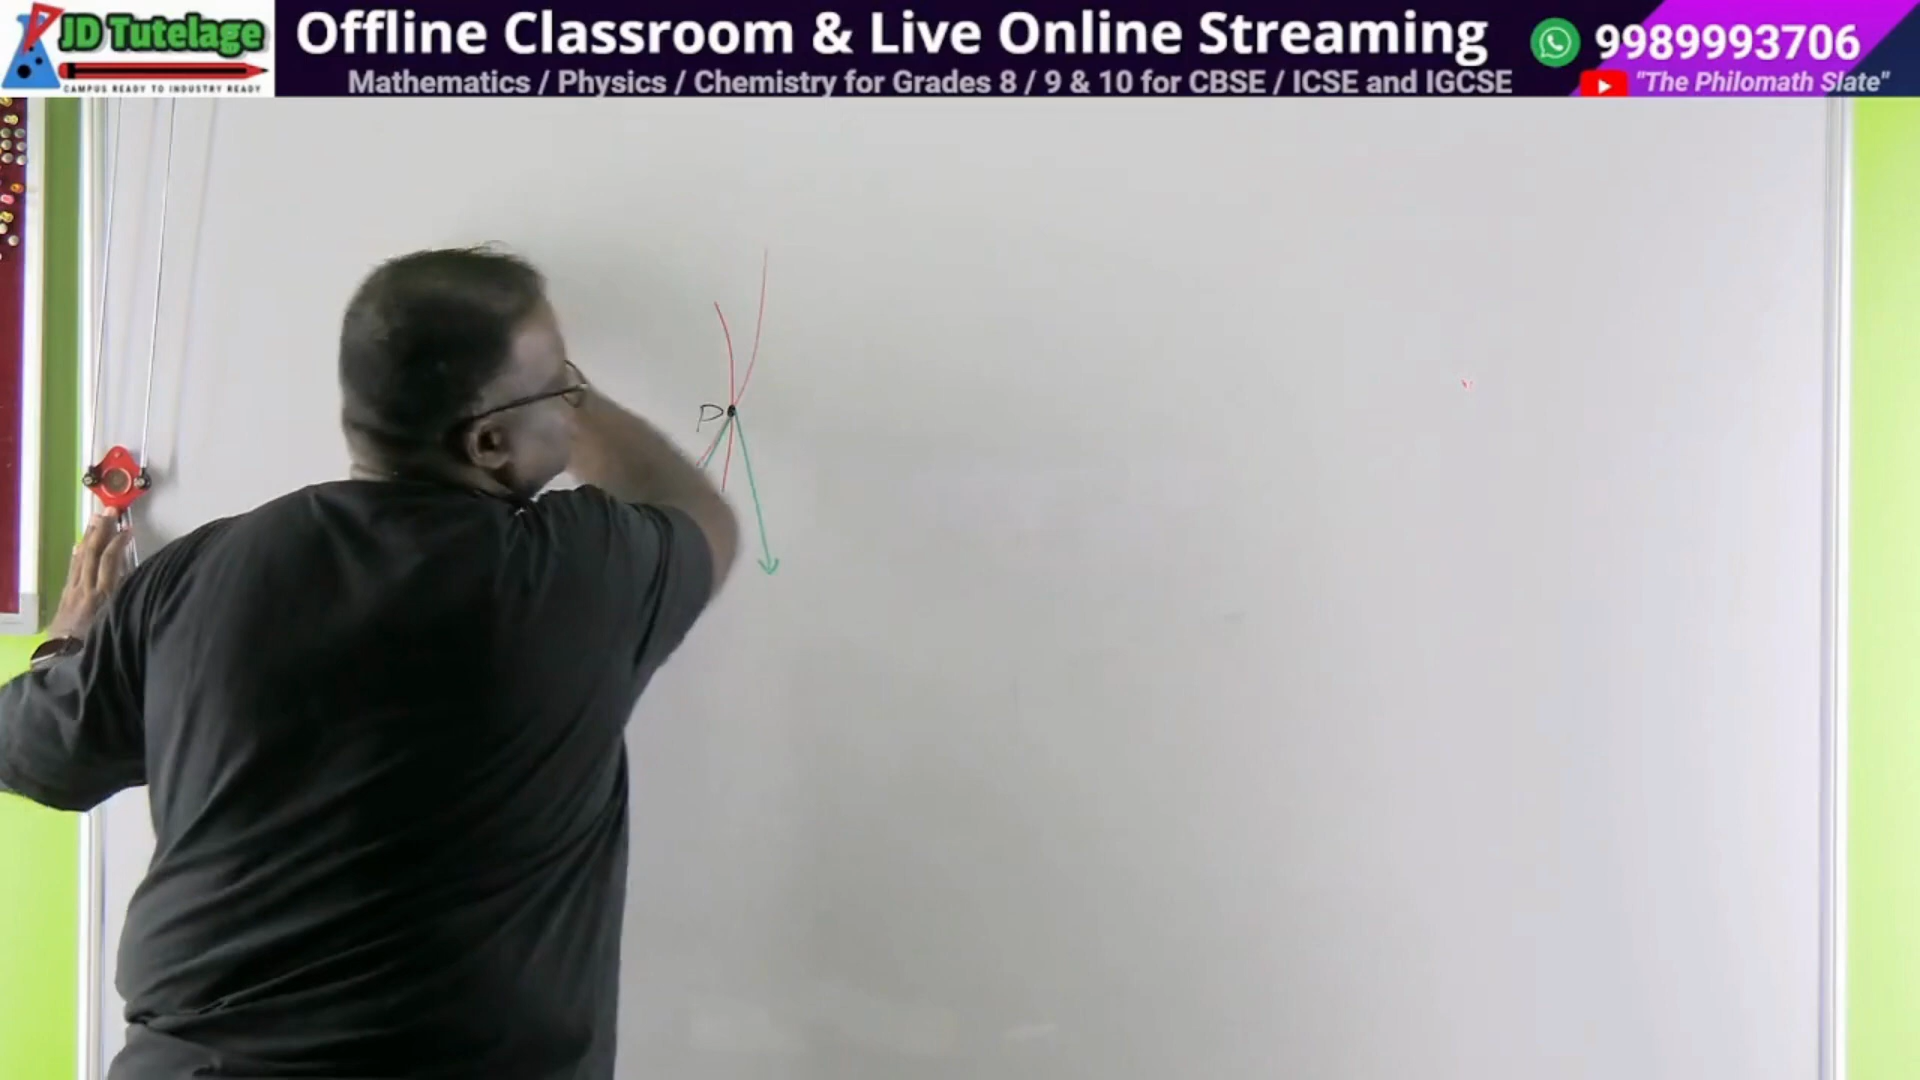 JD Tutelage
CAMPUS READY TO INDUSTRY READY
Offline Classroom & Live Online Streaming
Mathematics / Physics / Chemistry for Grades 8 / 9 & 10 for CBSE / ICSE and IGCSE
9989993706
"The Philomath Slate"
P